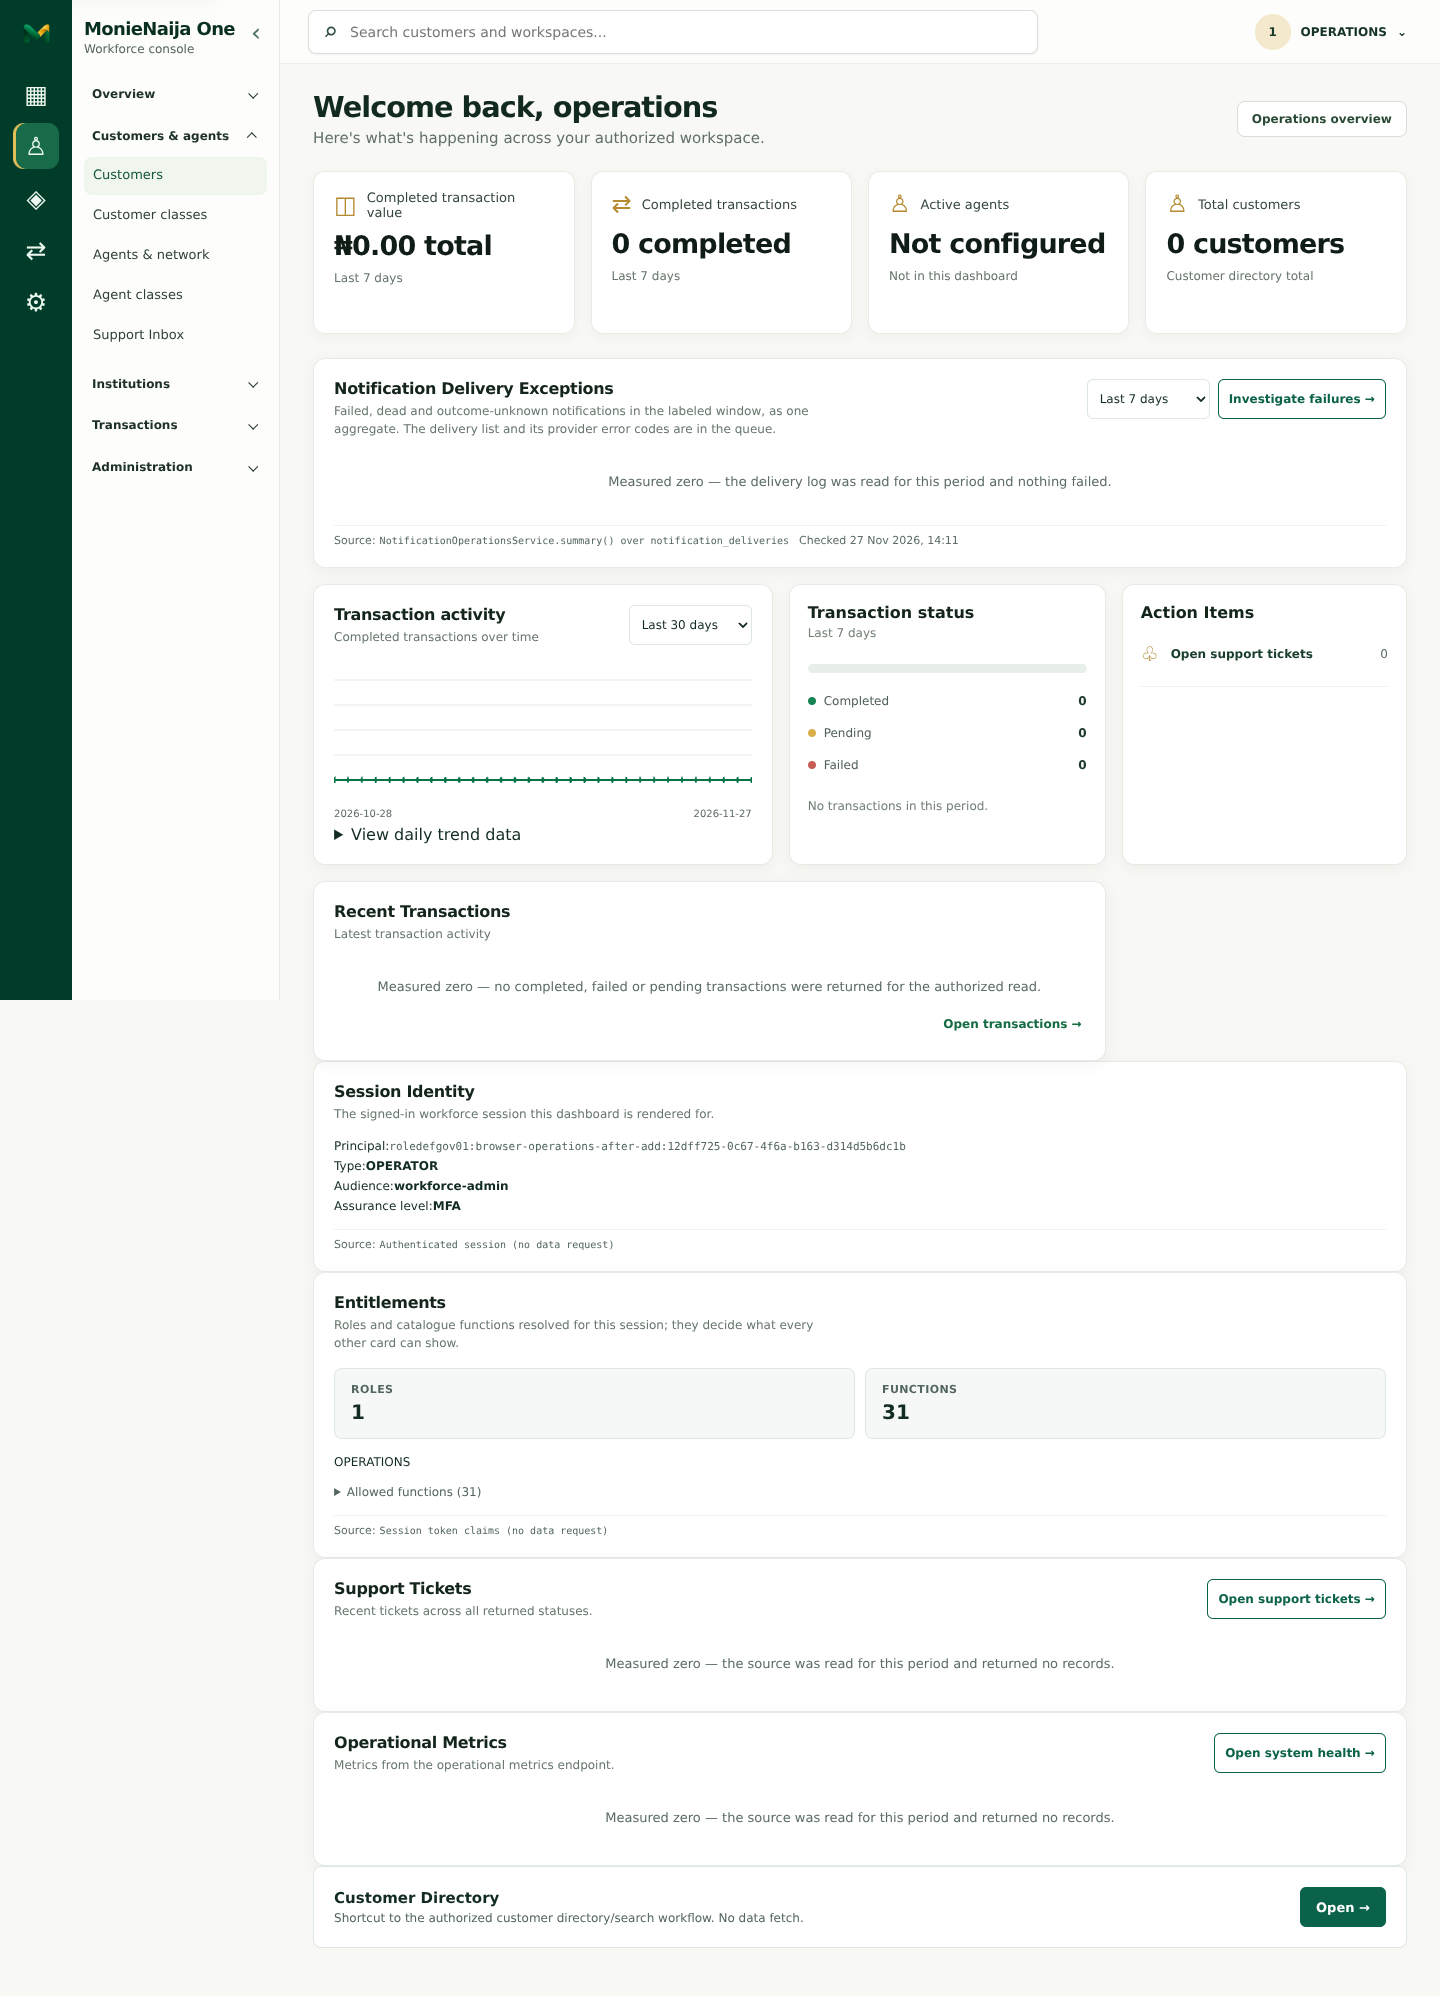 MonieNaija One
Workforce console
Overview
Customers & agents
Customers
Customer classes
Agents & network
Agent classes
Support Inbox
Institutions
Transactions
Administration
Search customers and workspaces...
1 OPERATIONS
Welcome back, operations
Here's what's happening across your authorized workspace.
Operations overview
Completed transaction
value
₦0.00 total
Last 7 days
Completed transactions
0 completed
Last 7 days
Active agents
Not configured
Not in this dashboard
Total customers
0 customers
Customer directory total
Notification Delivery Exceptions
Failed, dead and outcome-unknown notifications in the labeled window, as one
aggregate. The delivery list and its provider error codes are in the queue.
Last 7 days
Investigate failures →
Measured zero — the delivery log was read for this period and nothing failed.
Source: NotificationOperationsService.summary() over notification_deliveries Checked 27 Nov 2026, 14:11
Transaction activity
Completed transactions over time
Last 30 days
2026-10-28 2026-11-27
▶ View daily trend data
Transaction status
Last 7 days
Completed 0
Pending 0
Failed 0
No transactions in this period.
Action Items
Open support tickets 0
Recent Transactions
Latest transaction activity
Measured zero — no completed, failed or pending transactions were returned for the authorized read.
Open transactions →
Session Identity
The signed-in workforce session this dashboard is rendered for.
Principal:roledefgov01:browser-operations-after-add:12dff725-0c67-4f6a-b163-d314d5b6dc1b
Type:OPERATOR
Audience:workforce-admin
Assurance level:MFA
Source: Authenticated session (no data request)
Entitlements
Roles and catalogue functions resolved for this session; they decide what every
other card can show.
ROLES
1
FUNCTIONS
31
OPERATIONS
▶ Allowed functions (31)
Source: Session token claims (no data request)
Support Tickets
Recent tickets across all returned statuses.
Open support tickets →
Measured zero — the source was read for this period and returned no records.
Operational Metrics
Metrics from the operational metrics endpoint.
Open system health →
Measured zero — the source was read for this period and returned no records.
Customer Directory
Shortcut to the authorized customer directory/search workflow. No data fetch.
Open →